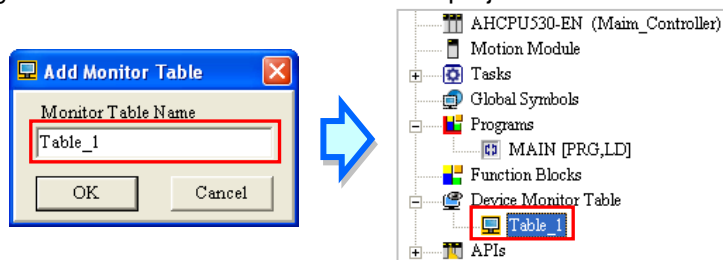 Add Monitor Table
Monitor Table Name
Table_1
OK
Cancel
AHCPU530-EN (Maim_Controller)
Motion Module
Tasks
Global Symbols
Programs
MAIN [PRG,LD]
Function Blocks
Device Monitor Table
Table_1
APIs